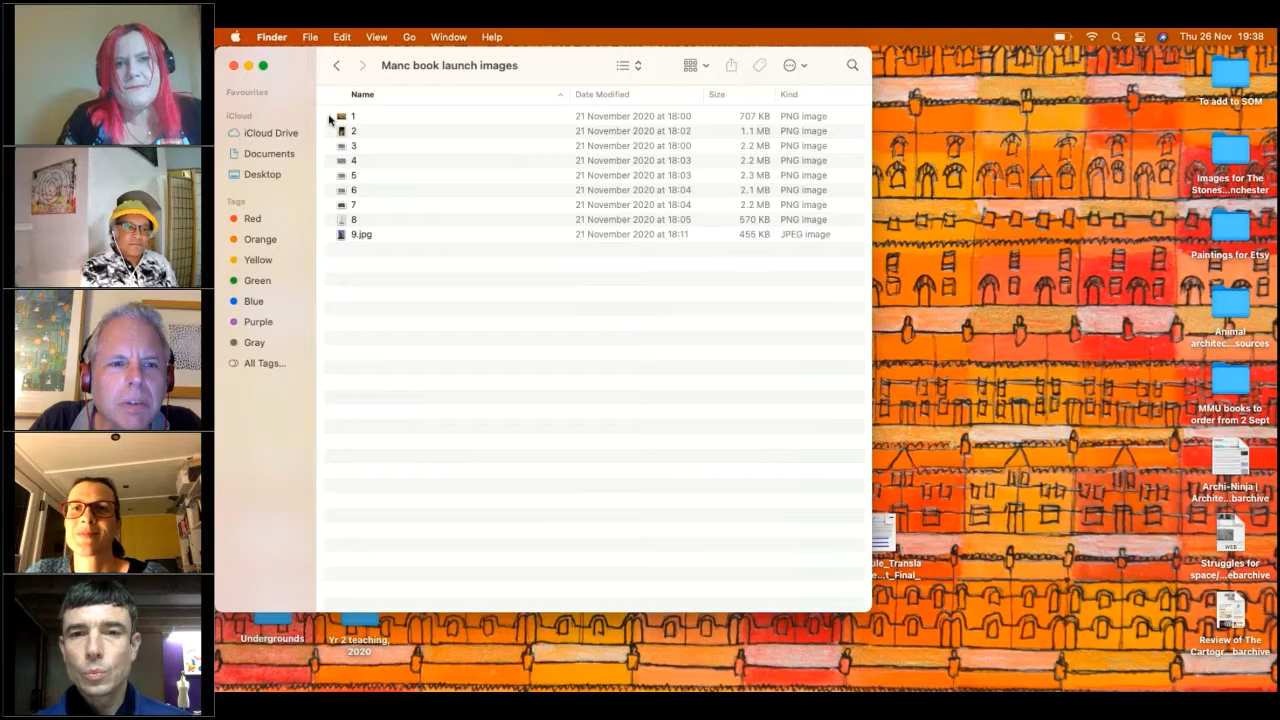 Finder File Edit View Go Window Help Thu 26 Nov 19:38
Manc book launch images
Favourites
iCloud
iCloud Drive
Documents
Desktop
Tags
Red
Orange
Yellow
Green
Blue
Purple
Gray
All Tags...
Name Date Modified Size Kind
1 21 November 2020 at 18:00 707 KB PNG image
2 21 November 2020 at 18:02 1.1 MB PNG image
3 21 November 2020 at 18:00 2.2 MB PNG image
4 21 November 2020 at 18:03 2.2 MB PNG image
5 21 November 2020 at 18:03 2.3 MB PNG image
6 21 November 2020 at 18:04 2.1 MB PNG image
7 21 November 2020 at 18:04 2.2 MB PNG image
8 21 November 2020 at 18:05 570 KB PNG image
9.jpg 21 November 2020 at 18:11 455 KB JPEG image
To add to SOM
Images for The
Stones...nchester
Paintings for Etsy
Animal
architec...sources
MMU books to
order from 2 Sept
Archi-Ninja |
Archite...barchive
WEB
Struggles for
space/...ebarchive
Review of The
Cartogr...barchive
ule_Transla
...t_Final_
Undergrounds
Yr 2 teaching,
2020